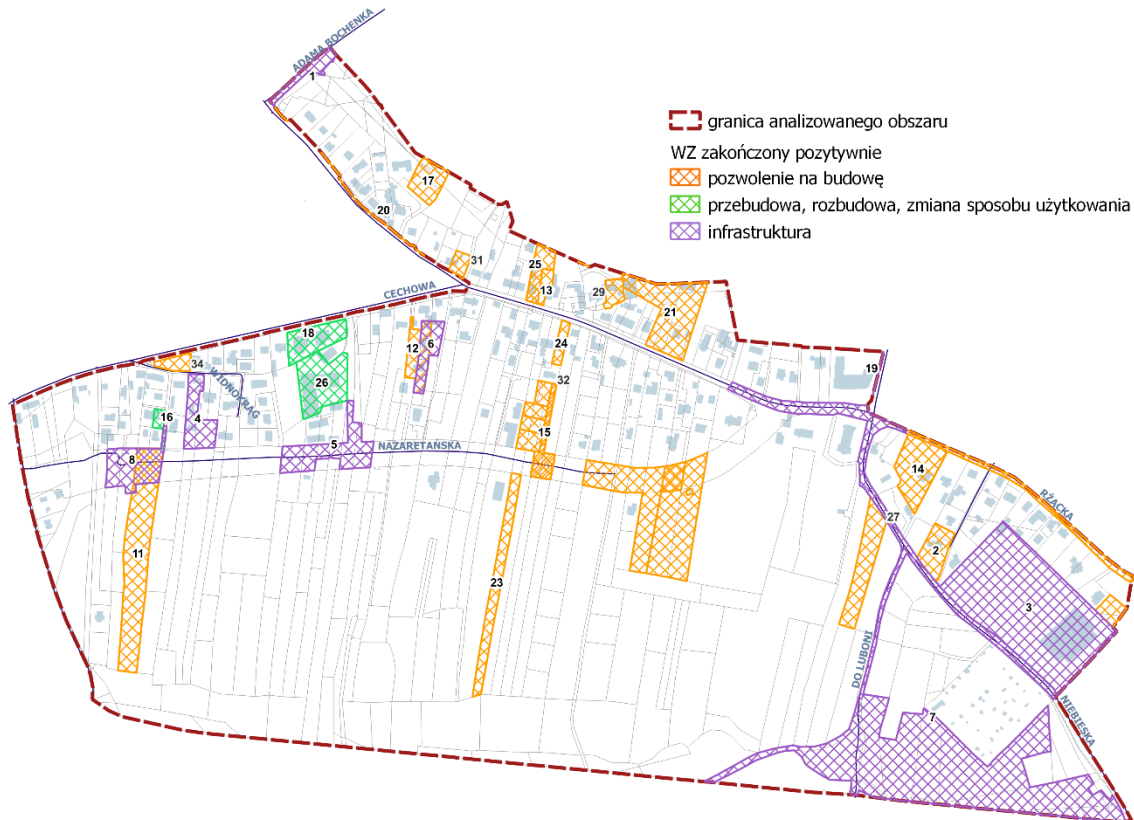 ADAMA BOCHENKA
1
granica analizowanego obszaru
WZ zakończony pozytywnie
pozwolenie na budowę
przebudowa, rozbudowa, zmiana sposobu użytkowania
infrastruktura
17
20
31
25
13
29
21
CECHOWA
18
12
6
24
19
34
WIDNOKRĄG
26
32
16
4
15
5
NAZARETAŃSKA
8
14
RŻĄCKA
27
11
2
23
3
DO LUBONI
NIEBIESKA
7